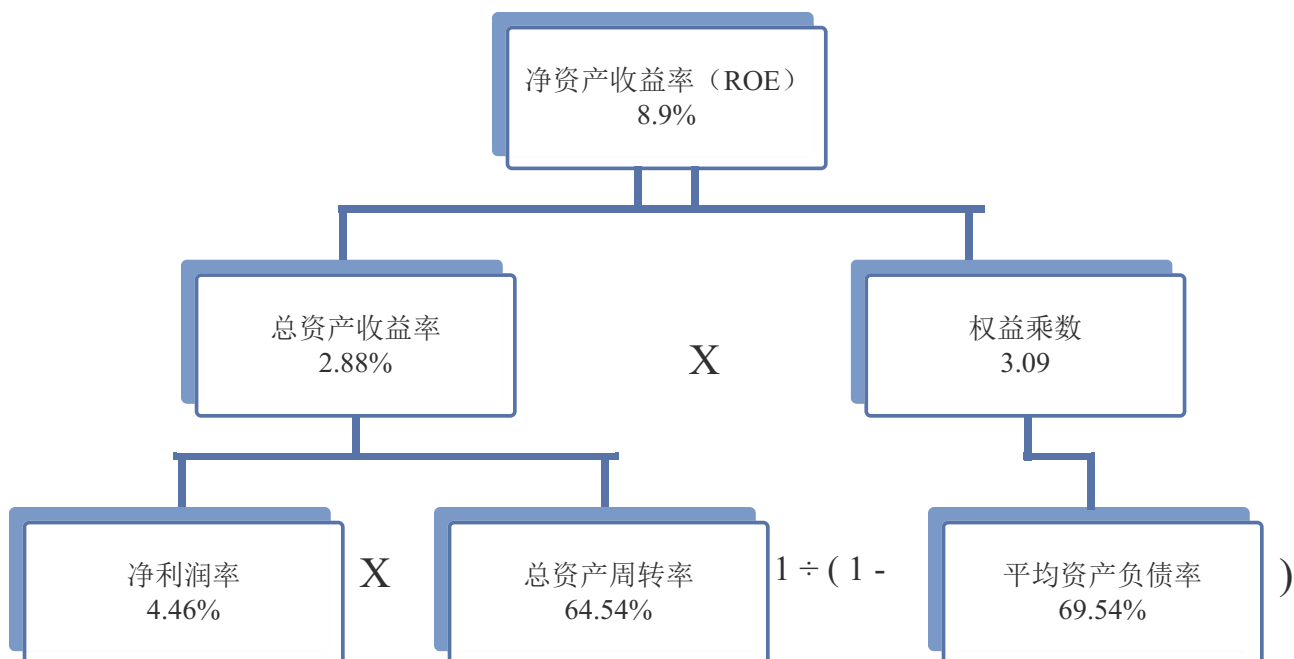 净资产收益率（ROE）
8.9%
总资产收益率
2.88%
X
权益乘数
3.09
净利润率
4.46%
X
总资产周转率
64.54%
1 ÷ ( 1 -
平均资产负债率
69.54%
)